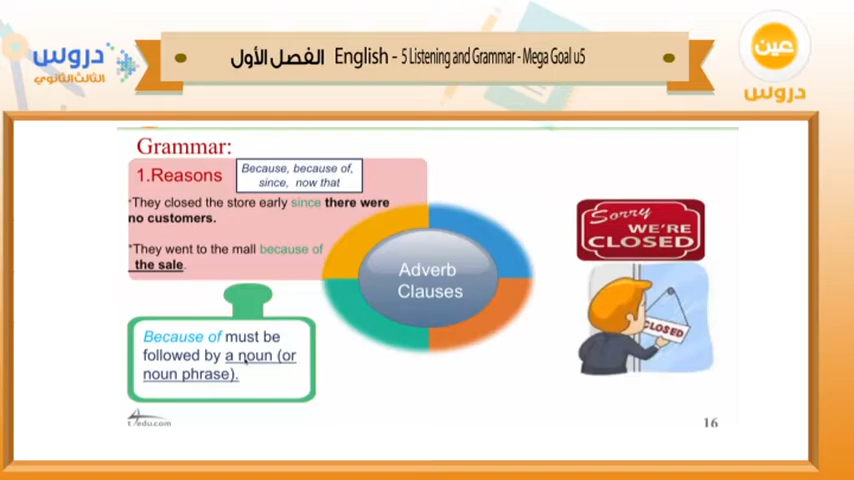 دروس
الثالث الثانوي
English - 5 Listening and Grammar - Mega Goal u5 الفصل الأول
عين
دروس
Grammar:
1.Reasons
Because, because of,
since, now that
*They closed the store early since there were
no customers.
*They went to the mall because of
the sale.
Adverb
Clauses
Because of must be
followed by a noun (or
noun phrase).
Sorry
WE'RE
CLOSED
CLOSED
16